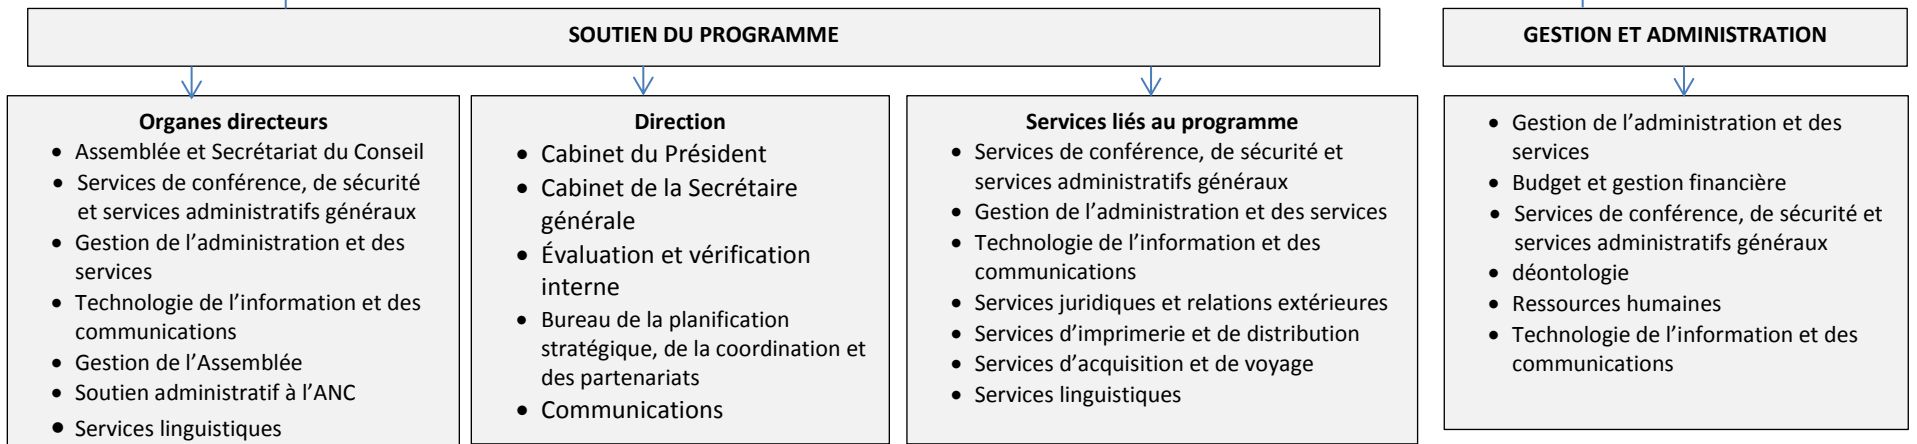 SOUTIEN DU PROGRAMME
GESTION ET ADMINISTRATION
Organes directeurs
• Assemblée et Secrétariat du Conseil
• Services de conférence, de sécurité
et services administratifs généraux
• Gestion de l’administration et des
services
• Technologie de l’information et des
communications
• Gestion de l’Assemblée
• Soutien administratif à l’ANC
• Services linguistiques
Direction
• Cabinet du Président
• Cabinet de la Secrétaire
générale
• Évaluation et vérification
interne
• Bureau de la planification
stratégique, de la coordination et
des partenariats
• Communications
Services liés au programme
• Services de conférence, de sécurité et
services administratifs généraux
• Gestion de l’administration et des services
• Technologie de l’information et des
communications
• Services juridiques et relations extérieures
• Services d’imprimerie et de distribution
• Services d’acquisition et de voyage
• Services linguistiques
• Gestion de l’administration et des
services
• Budget et gestion financière
• Services de conférence, de sécurité et
services administratifs généraux
• déontologie
• Ressources humaines
• Technologie de l’information et des
communications